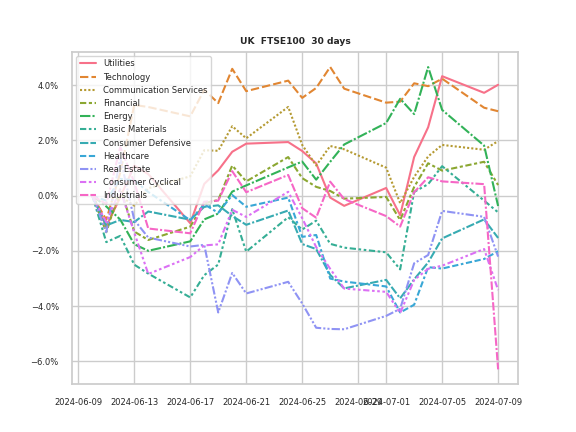 UK  FTSE100  30 days
Utilities
Technology
Communication Services
Financial
Energy
Basic Materials
Consumer Defensive
Healthcare
Real Estate
Consumer Cyclical
Industrials
4.0%
2.0%
0.0%
−2.0%
−4.0%
−6.0%
2024-06-09 2024-06-13 2024-06-17 2024-06-21 2024-06-25 2024-06-29 2024-07-01 2024-07-05 2024-07-09